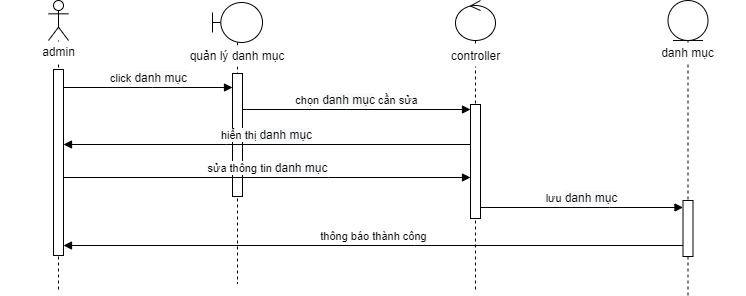 admin
quản lý danh mục
controller
danh mục
click danh mục
chọn danh mục cần sửa
hiển thị danh mục
sửa thông tin danh mục
lưu danh mục
thông báo thành công